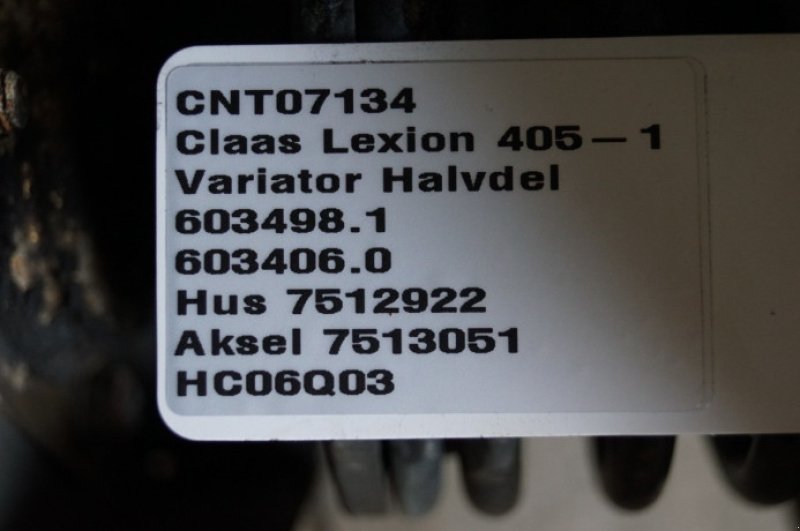 CNT07134
Claas Lexion 405-1
Variator Halvdel
603498.1
603406.0
Hus 7512922
Aksel 7513051
HC06Q03